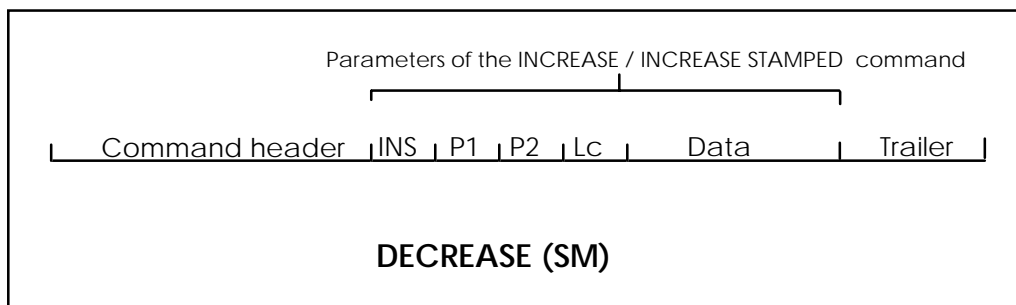 Parameters of the INCREASE / INCREASE STAMPED command
Command header INS P1 P2 Lc Data Trailer
DECREASE (SM)